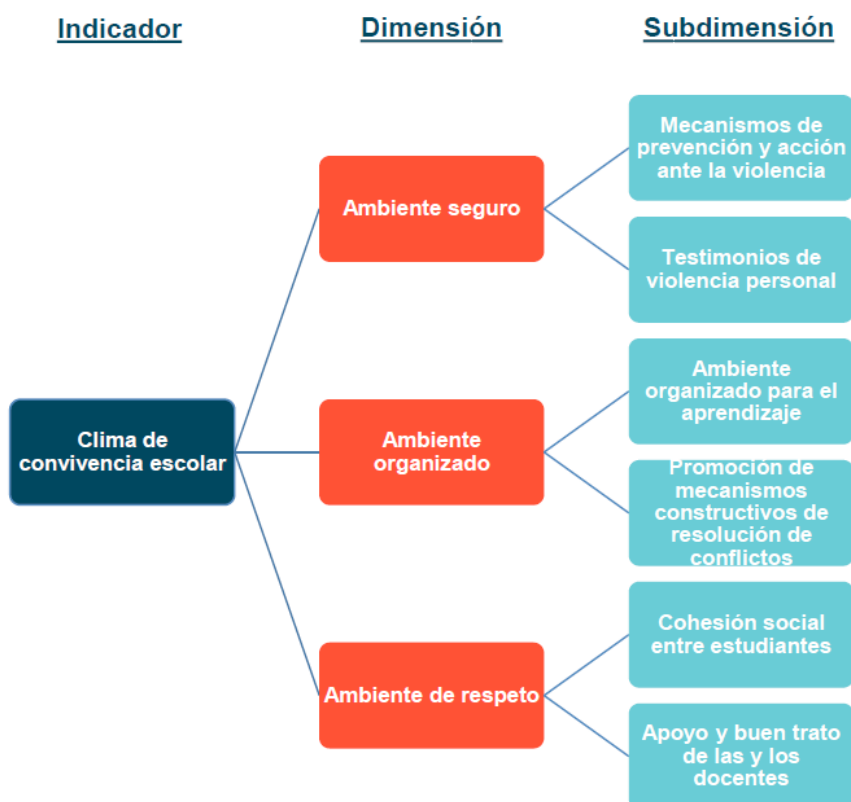 Indicador
Dimensión
Subdimensión
Mecanismos de
prevención y acción
ante la violencia
Ambiente seguro
Testimonios de
violencia personal
Ambiente
organizado para el
aprendizaje
Clima de
convivencia escolar
Ambiente
organizado
Promoción de
mecanismos
constructivos de
resolución de
conflictos
Cohesión social
entre estudiantes
Ambiente de respeto
Apoyo y buen trato
de las y los
docentes